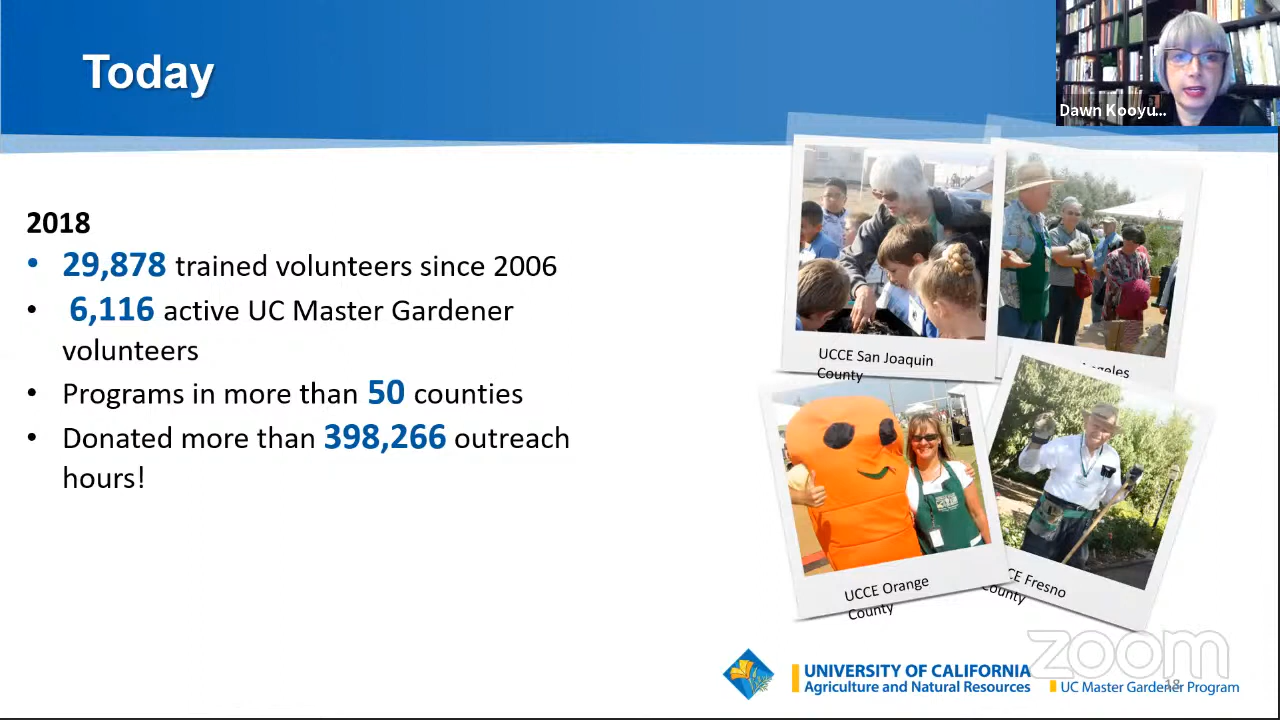 Today
Dawn Kooyu...
2018
• 29,878 trained volunteers since 2006
• 6,116 active UC Master Gardener
volunteers
• Programs in more than 50 counties
• Donated more than 398,266 outreach
hours!
UCCE San Joaquin
County
UCCE Orange
County
Fresno
County
zoom
UNIVERSITY OF CALIFORNIA
Agriculture and Natural Resources
UC Master Gardener Program
18